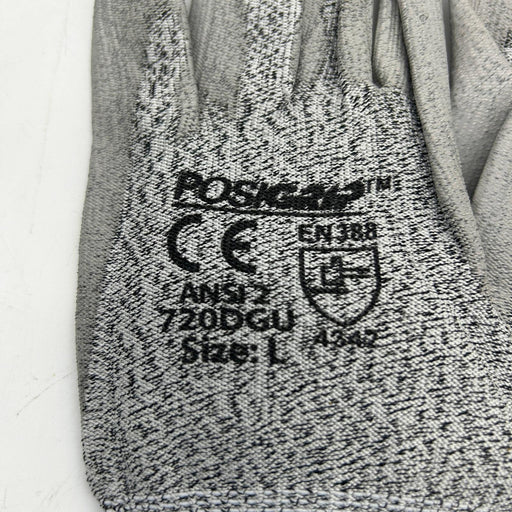 POSIGRIP™
CE EN 388
ANSI 2
720DGU
Size: L 4342